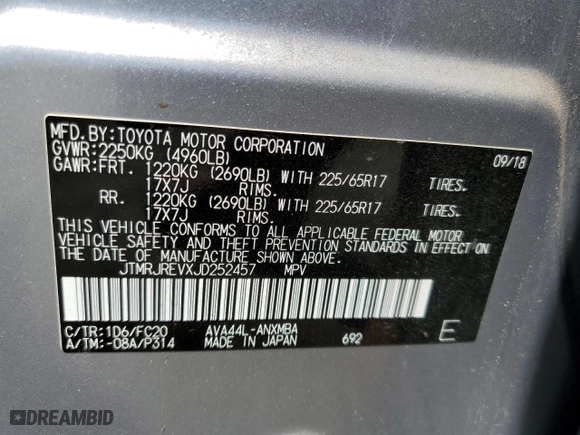 MFD. BY: TOYOTA MOTOR CORPORATION 09/18
GVWR: 2250KG (4960LB)
GAWR: FRT. 1220KG (2690LB) WITH 225/65R17 TIRES.
17X7J RIMS.
RR. 1220KG (2690LB) WITH 225/65R17 TIRES.
17X7J RIMS.
THIS VEHICLE CONFORMS TO ALL APPLICABLE FEDERAL MOTOR
VEHICLE SAFETY AND THEFT PREVENTION STANDARDS IN EFFECT ON
THE DATE OF MANUFACTURE SHOWN ABOVE.
JTMRJREVXJD252457 MPV
C/TR: 1D6/FC20 AVA44L-ANXMBA
A/TM: -08A/P314 MADE IN JAPAN 692 E
DREAMBID